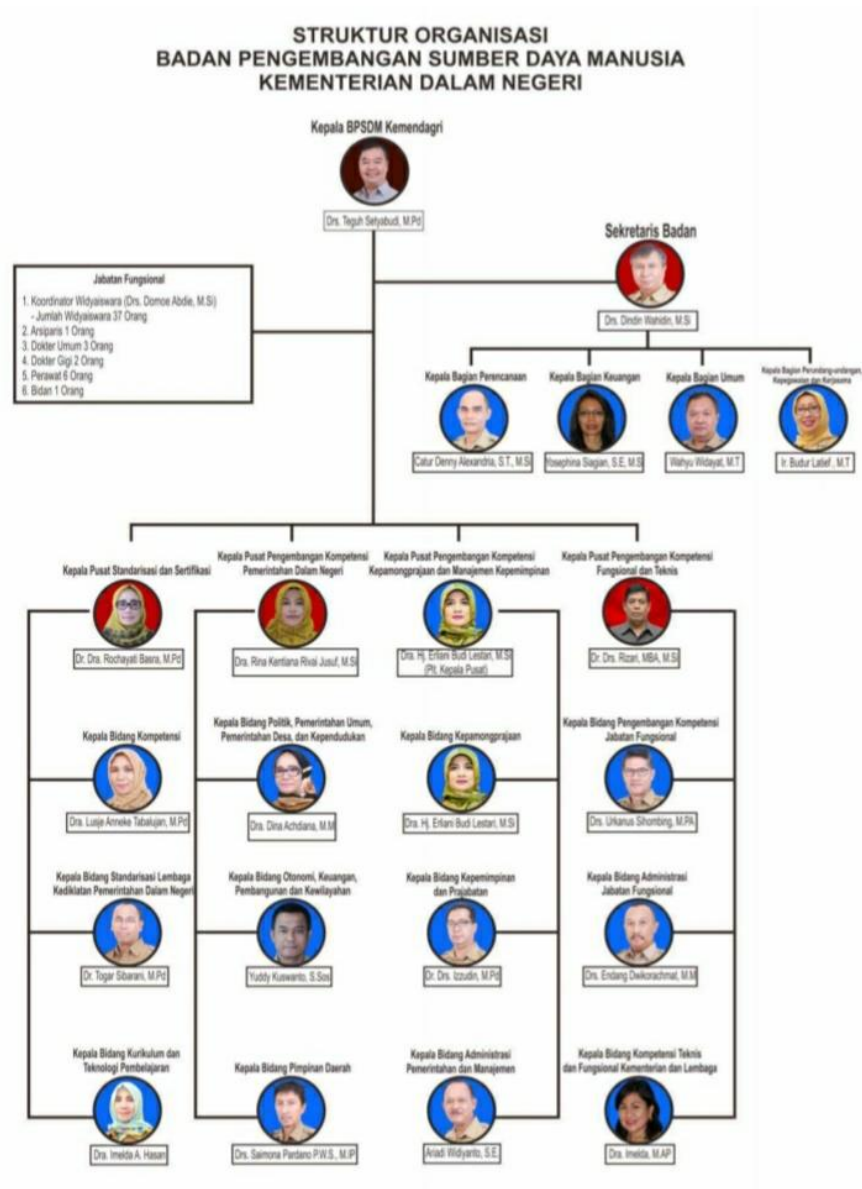 STRUKTUR ORGANISASI
BADAN PENGEMBANGAN SUMBER DAYA MANUSIA
KEMENTERIAN DALAM NEGERI
Kepala BPSDM Kemendagri
Drs. Teguh Setyabudi, M.Pd
Sekretaris Badan
Drs. Dindin Wahidin, M.Si
Jabatan Fungsional
1. Koordinator Widyaiswara (Drs. Domoe Abdie, M.Si)
- Jumlah Widyaiswara 37 Orang
2. Arsiparis 1 Orang
3. Dokter Umum 3 Orang
4. Dokter Gigi 2 Orang
5. Perawat 6 Orang
6. Bidan 1 Orang
Kepala Bagian Perencanaan
Catur Denny Alexandria, S.T., M.Si
Kepala Bagian Keuangan
Yosephina Siagian, S.E, M.S
Kepala Bagian Umum
Wahyu Widayat, M.T
Kepala Bagian Perundang-undangan,
Kepegawaian dan Kerjasama
Ir. Budur Latief., M.T
Kepala Pusat Standarisasi dan Sertifikasi
Dr. Dra. Rochayati Basra, M.Pd
Kepala Pusat Pengembangan Kompetensi
Pemerintahan Dalam Negeri
Dra. Rina Kentiana Rivai Jusuf, M.Si
Kepala Pusat Pengembangan Kompetensi
Kepamongprajaan dan Manajemen Kepemimpinan
Dra. Hj. Erliani Budi Lestari, M.Si
(Plt. Kepala Pusat)
Kepala Pusat Pengembangan Kompetensi
Fungsional dan Teknis
Dr. Drs. Rizari, MBA, M.Si
Kepala Bidang Kompetensi
Dra. Lusje Anneke Tabalujan, M.Pd
Kepala Bidang Politik, Pemerintahan Umum,
Pemerintahan Desa, dan Kependudukan
Dra. Dina Achdiana, M.M
Kepala Bidang Kepamongprajaan
Dra. Hj. Erliani Budi Lestari, M.Si
Kepala Bidang Pengembangan Kompetensi
Jabatan Fungsional
Drs. Urkanus Sihombing, M.PA
Kepala Bidang Standarisasi Lembaga
Kediklatan Pemerintahan Dalam Negeri
Dr. Togar Sibarani, M.Pd
Kepala Bidang Otonomi, Keuangan,
Pembangunan dan Kewilayahan
Yuddy Kuswanto, S.Sos
Kepala Bidang Kepemimpinan
dan Prajabatan
Dr. Drs. Izzudin, M.Pd
Kepala Bidang Administrasi
Jabatan Fungsional
Drs. Endang Dwikorachmat, M.M
Kepala Bidang Kurikulum dan
Teknologi Pembelajaran
Dra. Imelda A. Hasan
Kepala Bidang Pimpinan Daerah
Drs. Saimona Pardano P.W.S., M.IP
Kepala Bidang Administrasi
Pemerintahan dan Manajemen
Ariadi Widiyanto, S.E.
Kepala Bidang Kompetensi Teknis
dan Fungsional Kementerian dan Lembaga
Dra. Imelda, M.AP